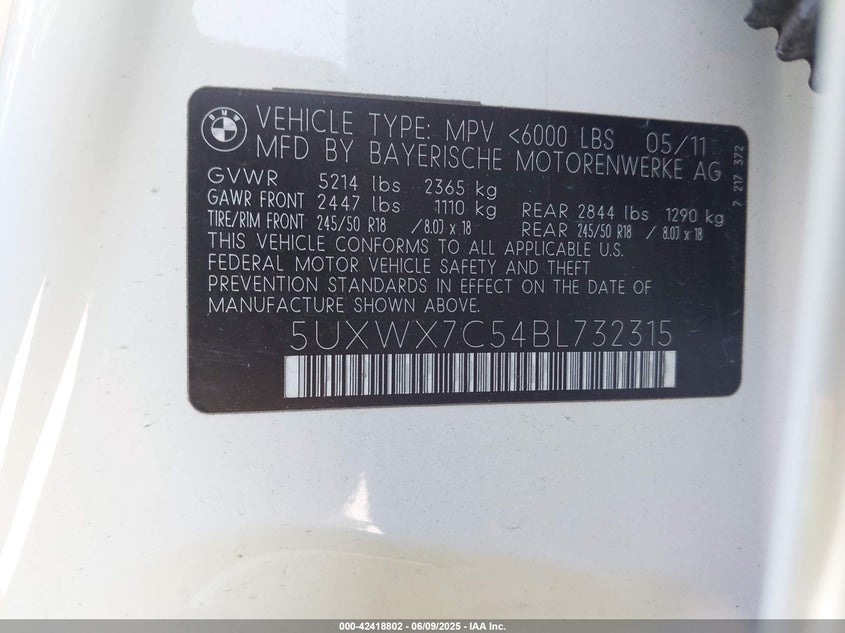 BMW
VEHICLE TYPE: MPV <6000 LBS 05/11
MFD BY BAYERISCHE MOTORENWERKE AG
GVWR 5214 lbs 2365 kg
GAWR FRONT 2447 lbs 1110 kg REAR 2844 lbs 1290 kg
TIRE/RIM FRONT 245/50 R18 / 8.0J x 18 REAR 245/50 R18 / 8.0J x 18
THIS VEHICLE CONFORMS TO ALL APPLICABLE U.S.
FEDERAL MOTOR VEHICLE SAFETY AND THEFT
PREVENTION STANDARDS IN EFFECT ON THE DATE OF
MANUFACTURE SHOWN ABOVE.
5UXWX7C54BL732315
7 217 372
000-42418802 | 06/09/2025 - IAA Inc.